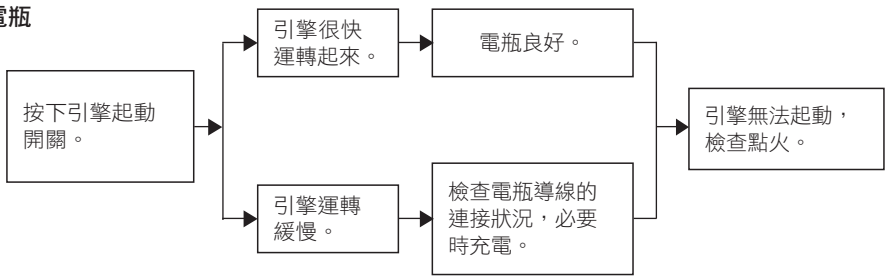 電瓶
引擎很快
運轉起來。
電瓶良好。
按下引擎起動
開關。
引擎無法起動，
檢查點火。
引擎運轉
緩慢。
檢查電瓶導線的
連接狀況，必要
時充電。